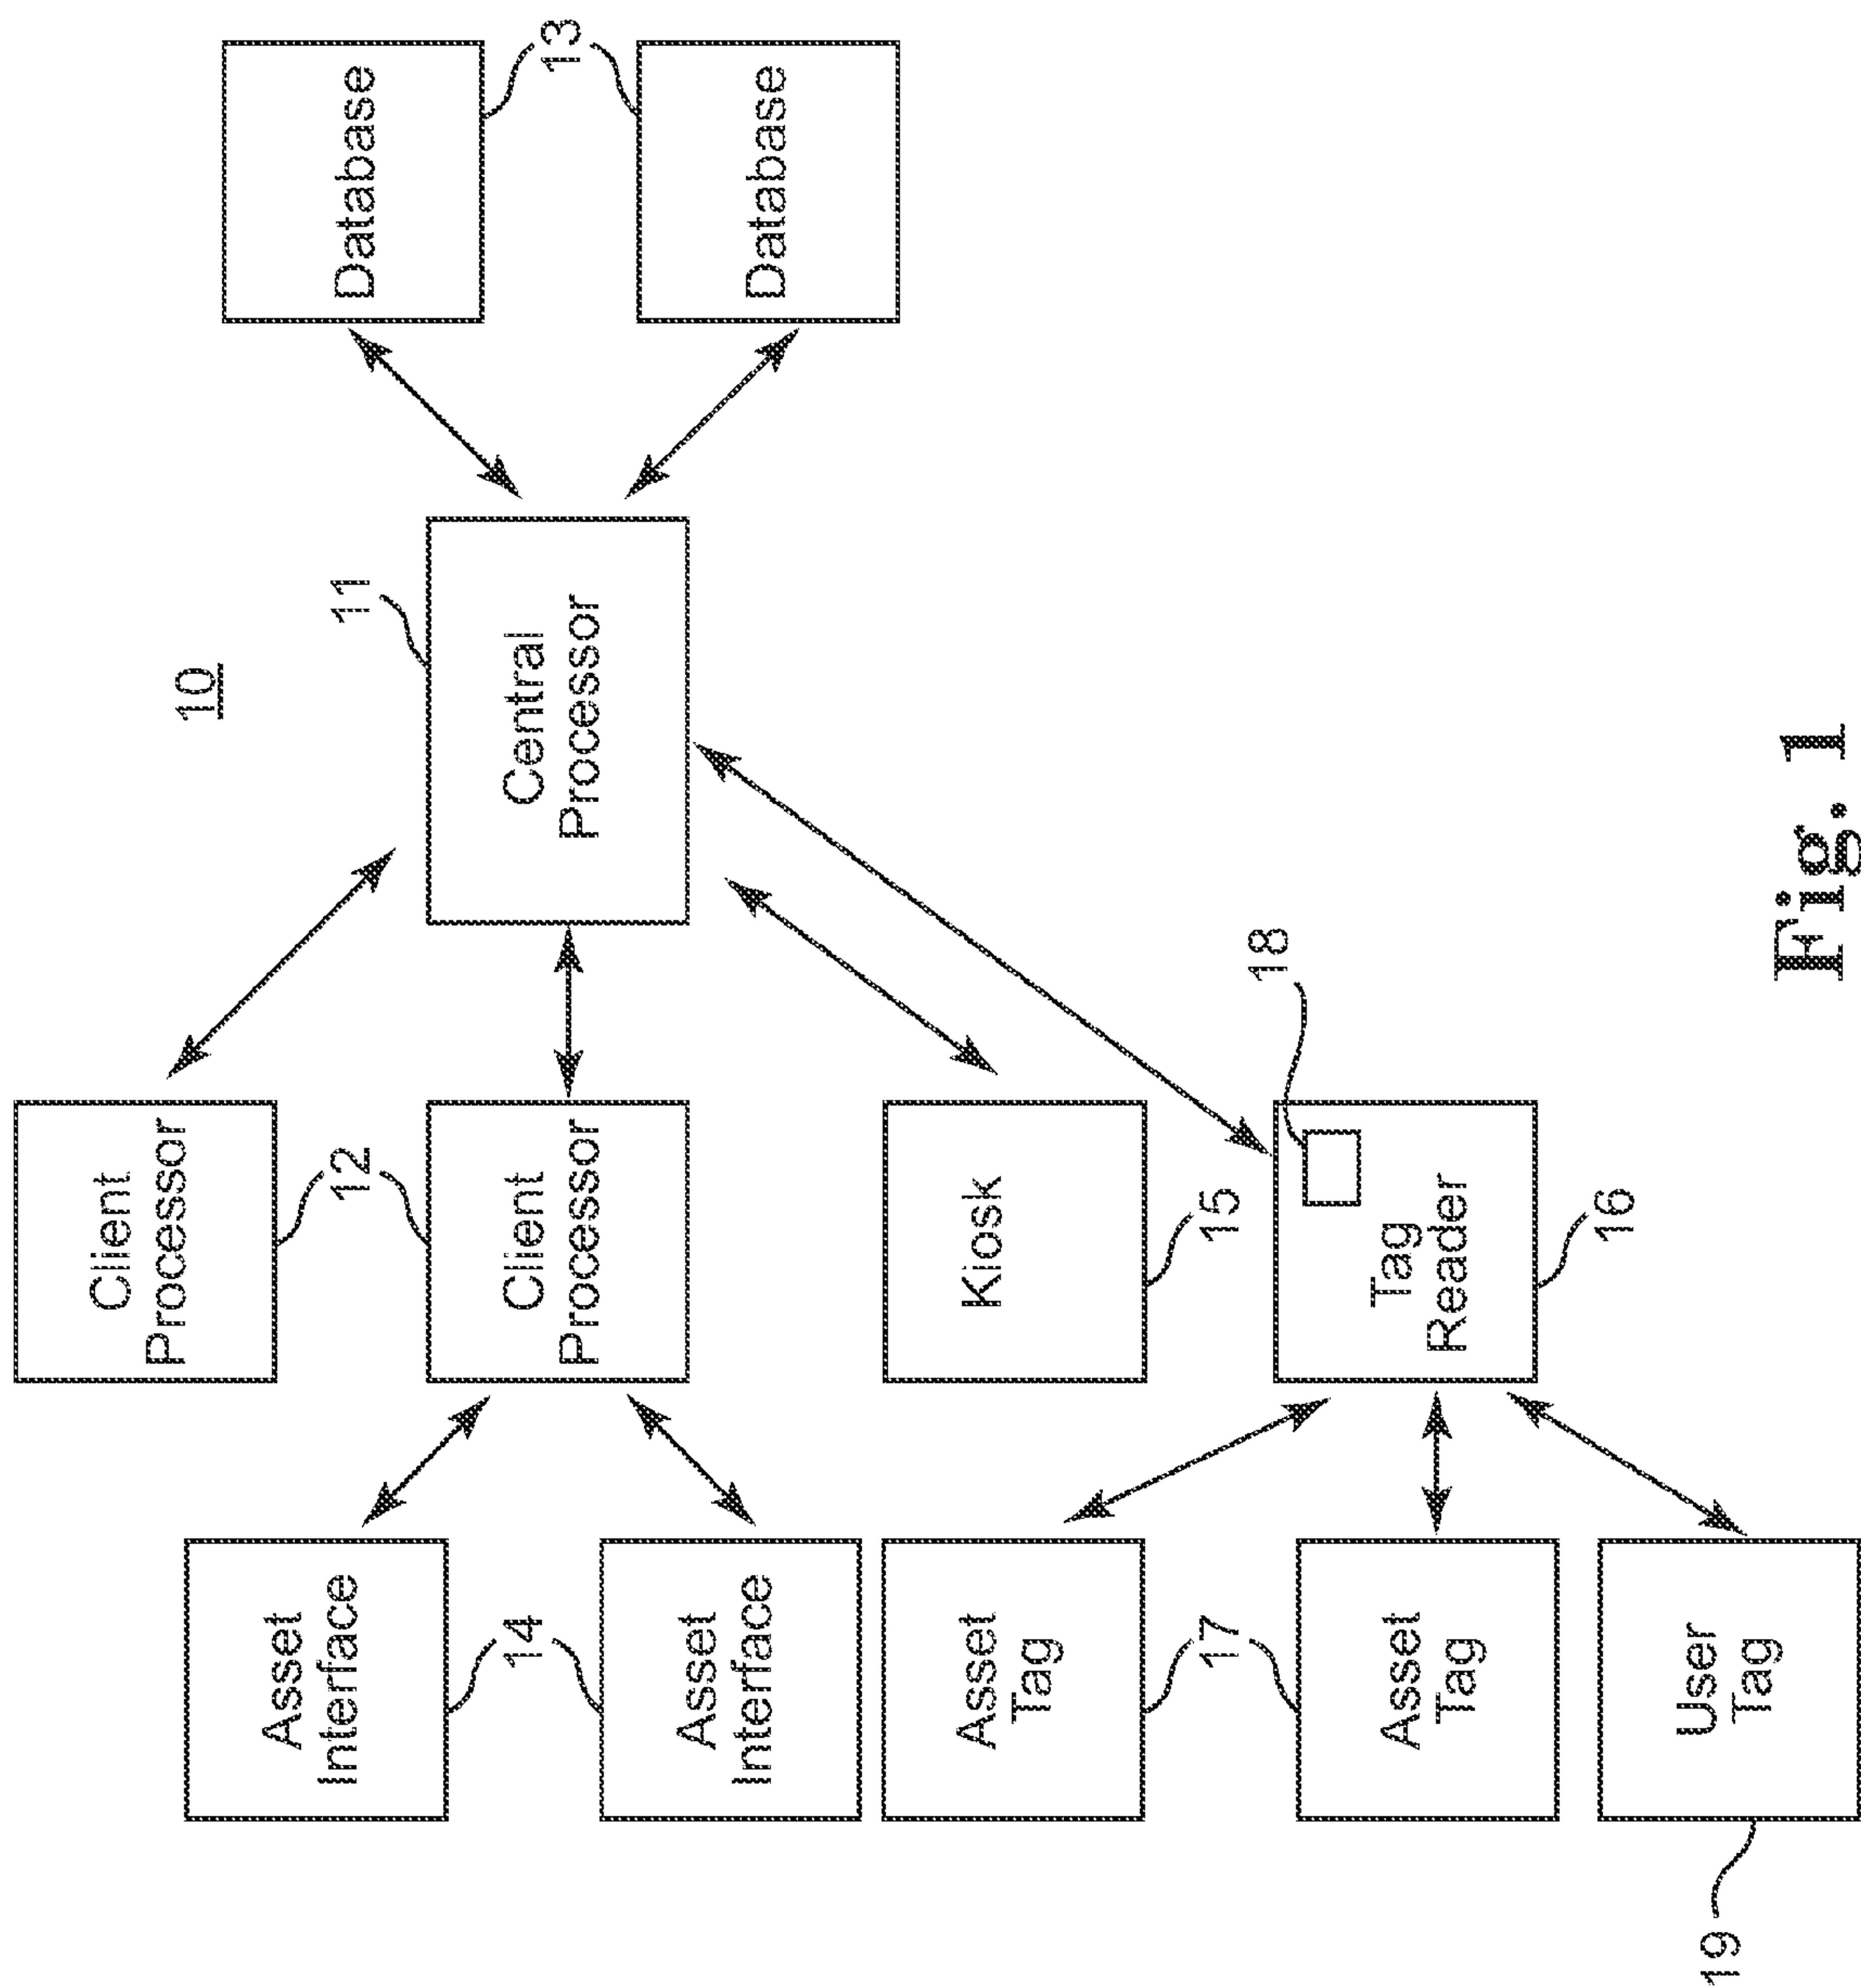 10
Asset
Interface
14
Asset
Interface
Asset
Tag
17
Asset
Tag
User
Tag
19
Client
Processor
12
Client
Processor
Kiosk
15
Tag
Reader
18
16
11
Central
Processor
Database
13
Database
Fig. 1